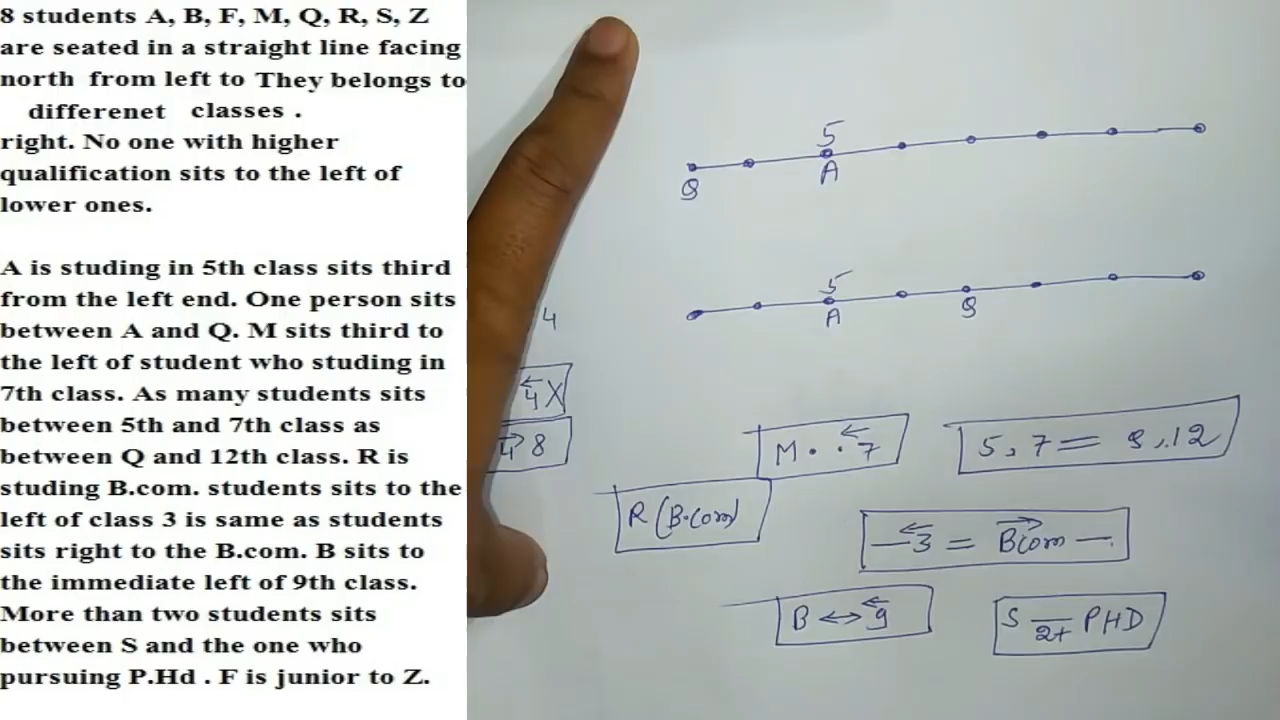 8 students A, B, F, M, Q, R, S, Z
are seated in a straight line facing
north from left to They belongs to
differenet classes .
right. No one with higher
qualification sits to the left of
lower ones.
A is studing in 5th class sits third
from the left end. One person sits
between A and Q. M sits third to
the left of student who studing in
7th class. As many students sits
between 5th and 7th class as
between Q and 12th class. R is
studing B.com. students sits to the
left of class 3 is same as students
sits right to the B.com. B sits to
the immediate left of 9th class.
More than two students sits
between S and the one who
pursuing P.Hd . F is junior to Z.
5
Q A
5
A Q
4
4 X
4 8
M . . 7
5, 7 = Q, 12
R (B.com)
3 = Bcom
B ↔ 9
S 2+ PHD